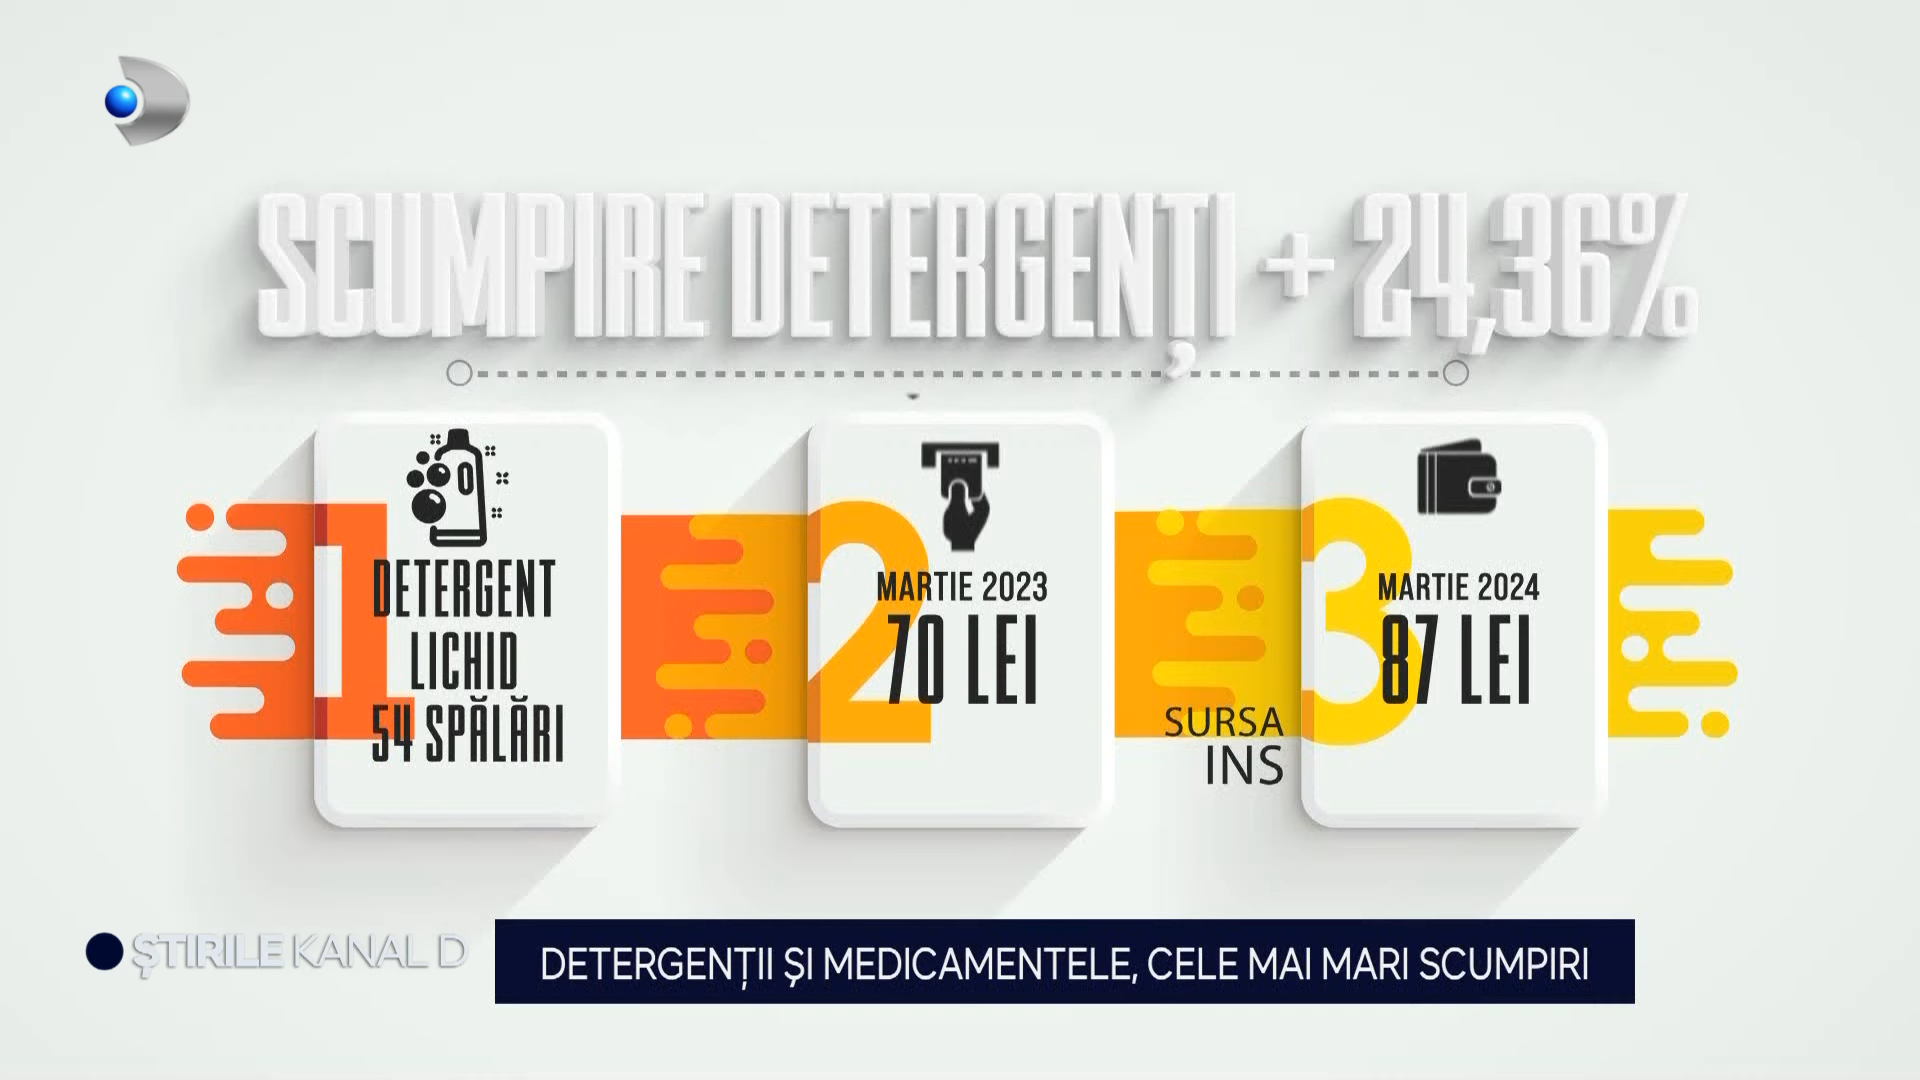 SCUMPIRE DETERGENȚI + 24,36%
1
DETERGENT
LICHID
54 SPĂLĂRI
2
MARTIE 2023
70 LEI
SURSA
INS
3
MARTIE 2024
87 LEI
ȘTIRILE KANAL D
DETERGENȚII ȘI MEDICAMENTELE, CELE MAI MARI SCUMPIRI